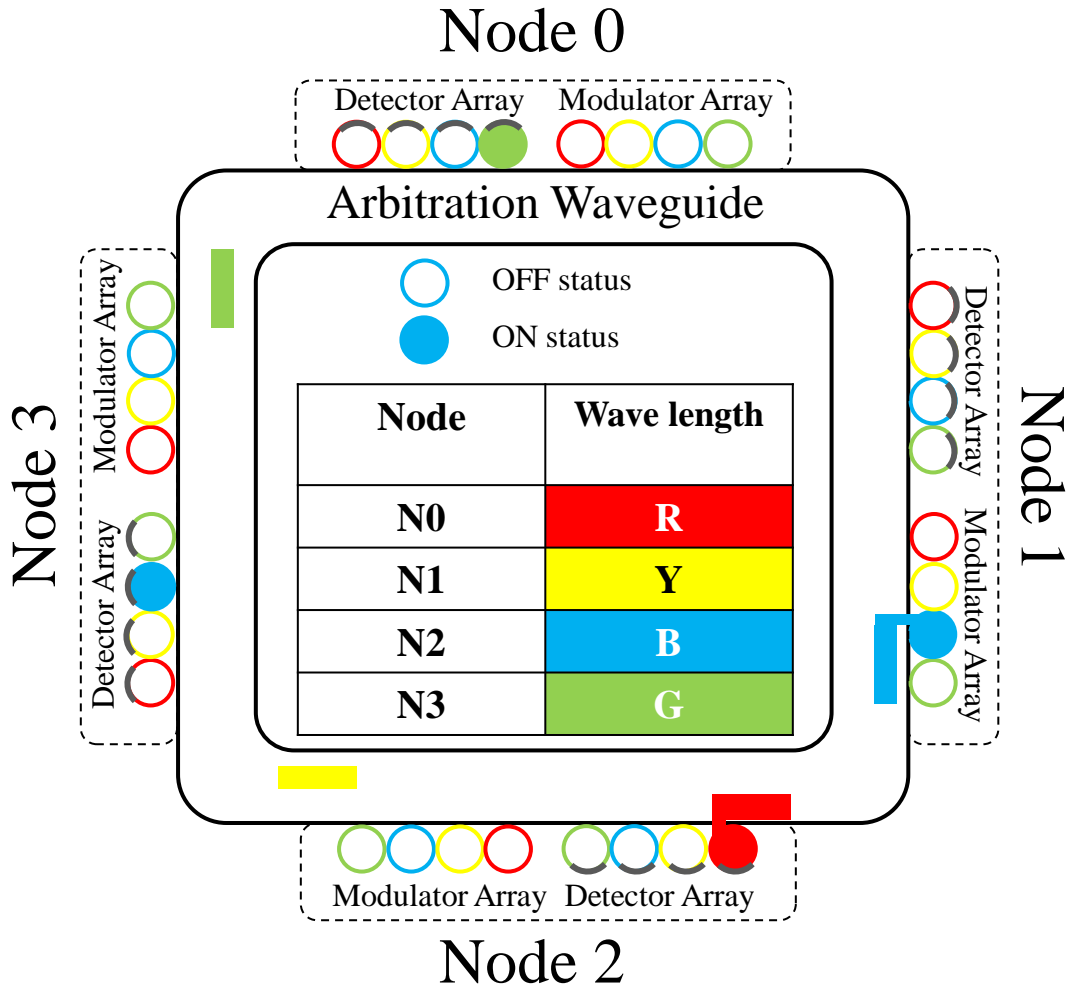 Node 0
Detector Array
Modulator Array
Arbitration Waveguide
OFF status
ON status
Node
Wave length
N0
R
N1
Y
N2
B
N3
G
Modulator Array
Detector Array
Node 3
Detector Array
Modulator Array
Node 1
Modulator Array
Detector Array
Node 2